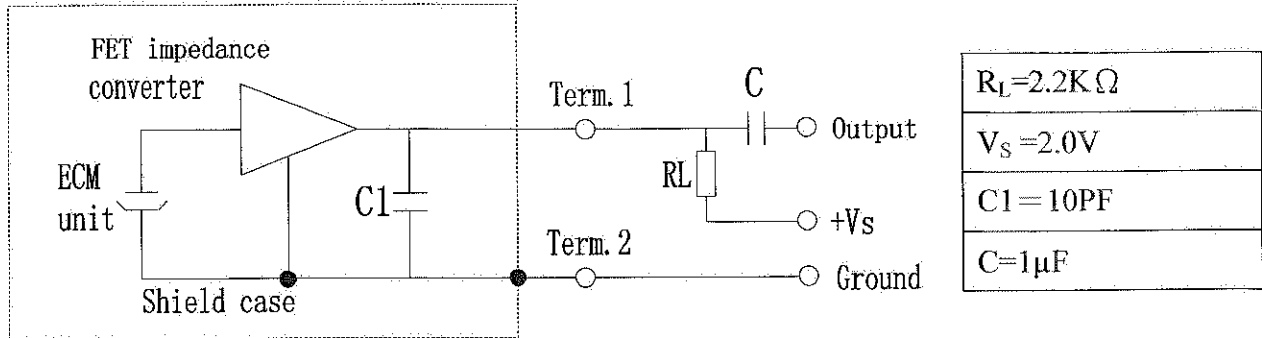 FET impedance
converter
ECM
unit
C1
Shield case
Term. 1
Term. 2
C
RL
Output
+Vs
Ground
R_L=2.2KΩ
V_S=2.0V
C1=10PF
C=1μF